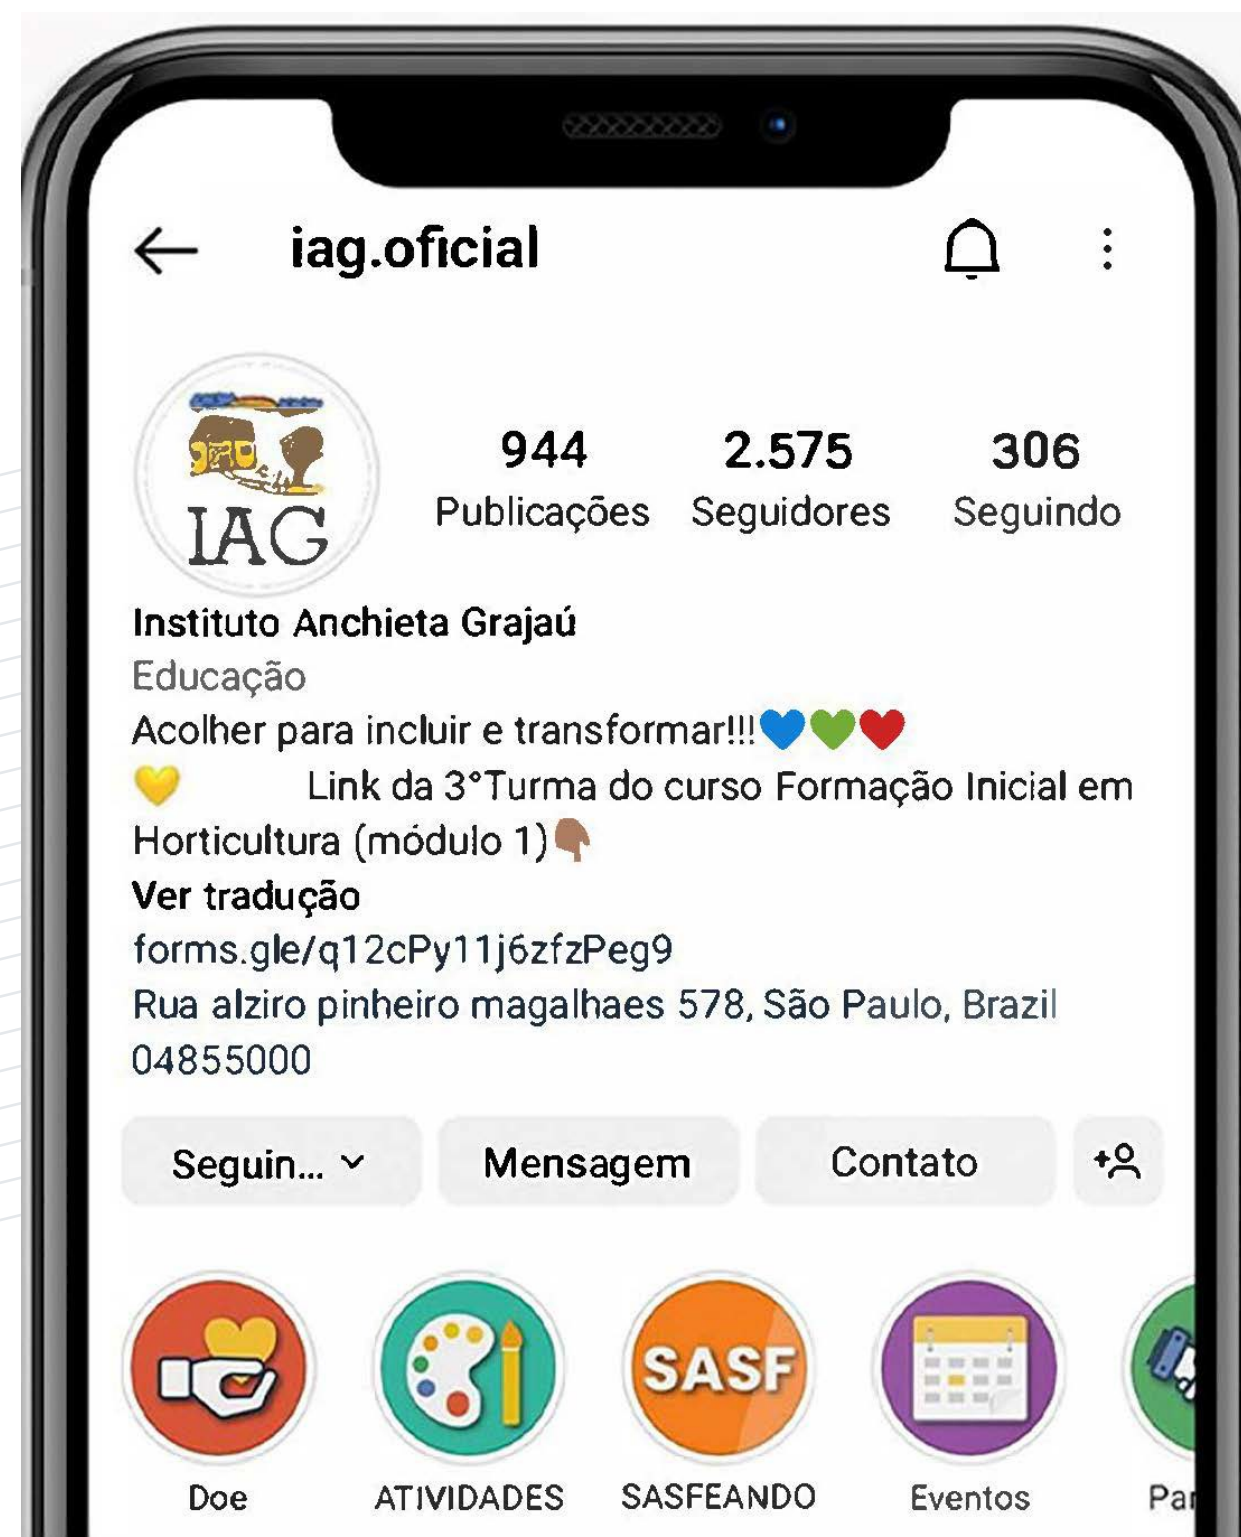 iag.oficial
IAG
944 2.575 306
Publicações Seguidores Seguindo
Instituto Anchieta Grajaú
Educação
Acolher para incluir e transformar!!!💙💚❤️
💛 Link da 3°Turma do curso Formação Inicial em
Horticultura (módulo 1)👇🏾
Ver tradução
forms.gle/q12cPy11j6zfzPeg9
Rua alziro pinheiro magalhaes 578, São Paulo, Brazil
04855000
Seguin... Mensagem Contato
SASF
Doe ATIVIDADES SASFEANDO Eventos Par